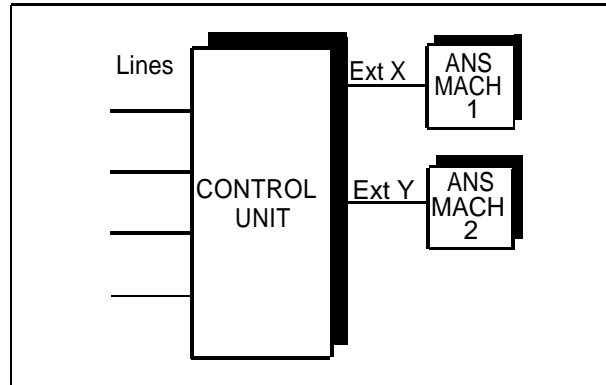 Lines
CONTROL
UNIT
Ext X
ANS
MACH
1
Ext Y
ANS
MACH
2